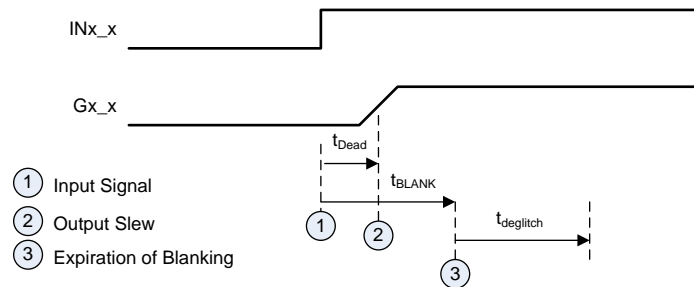 INx_x
Gx_x
tDead
tBLANK
tdeglitch
1 Input Signal
2 Output Slew
3 Expiration of Blanking
1
2
3